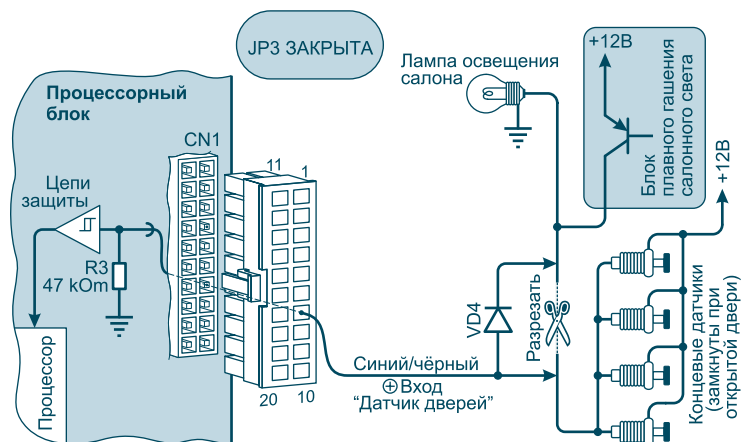 JP3 ЗАКРЫТА
Процессорный
блок
CN1
11
1
Цепи
защиты
R3
47 kOm
Процессор
20
10
Лампа освещения
салона
+12В
Блок
плавного гашения
салонного света
+12В
VD4
Разрезать
Синий/чёрный
⊕Вход
“Датчик дверей”
Концевые датчики
(замкнуты при
открытой двери)